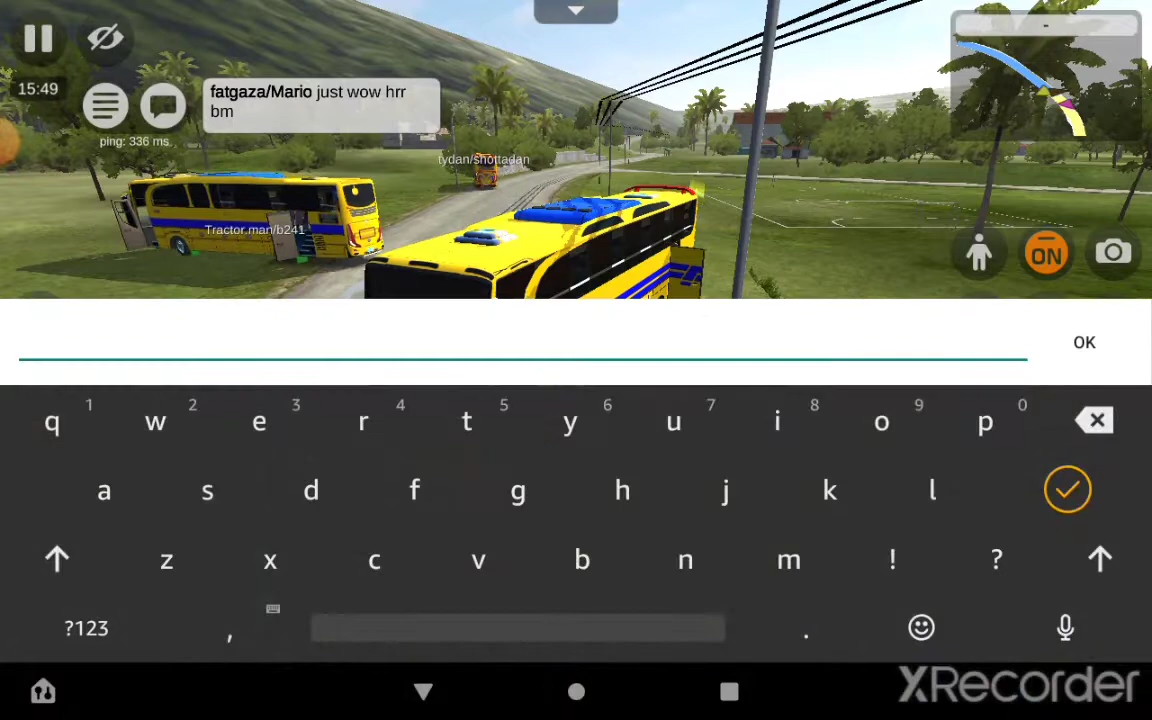 -
15:49
fatgaza/Mario just wow hrr
bm
ping: 336 ms.
tydan/shottadan
Tractor.man/b241
ON
OK
1 2 3 4 5 6 7 8 9 0
q w e r t y u i o p
a s d f g h j k l
z x c v b n m ! ?
?123 , .
XRecorder